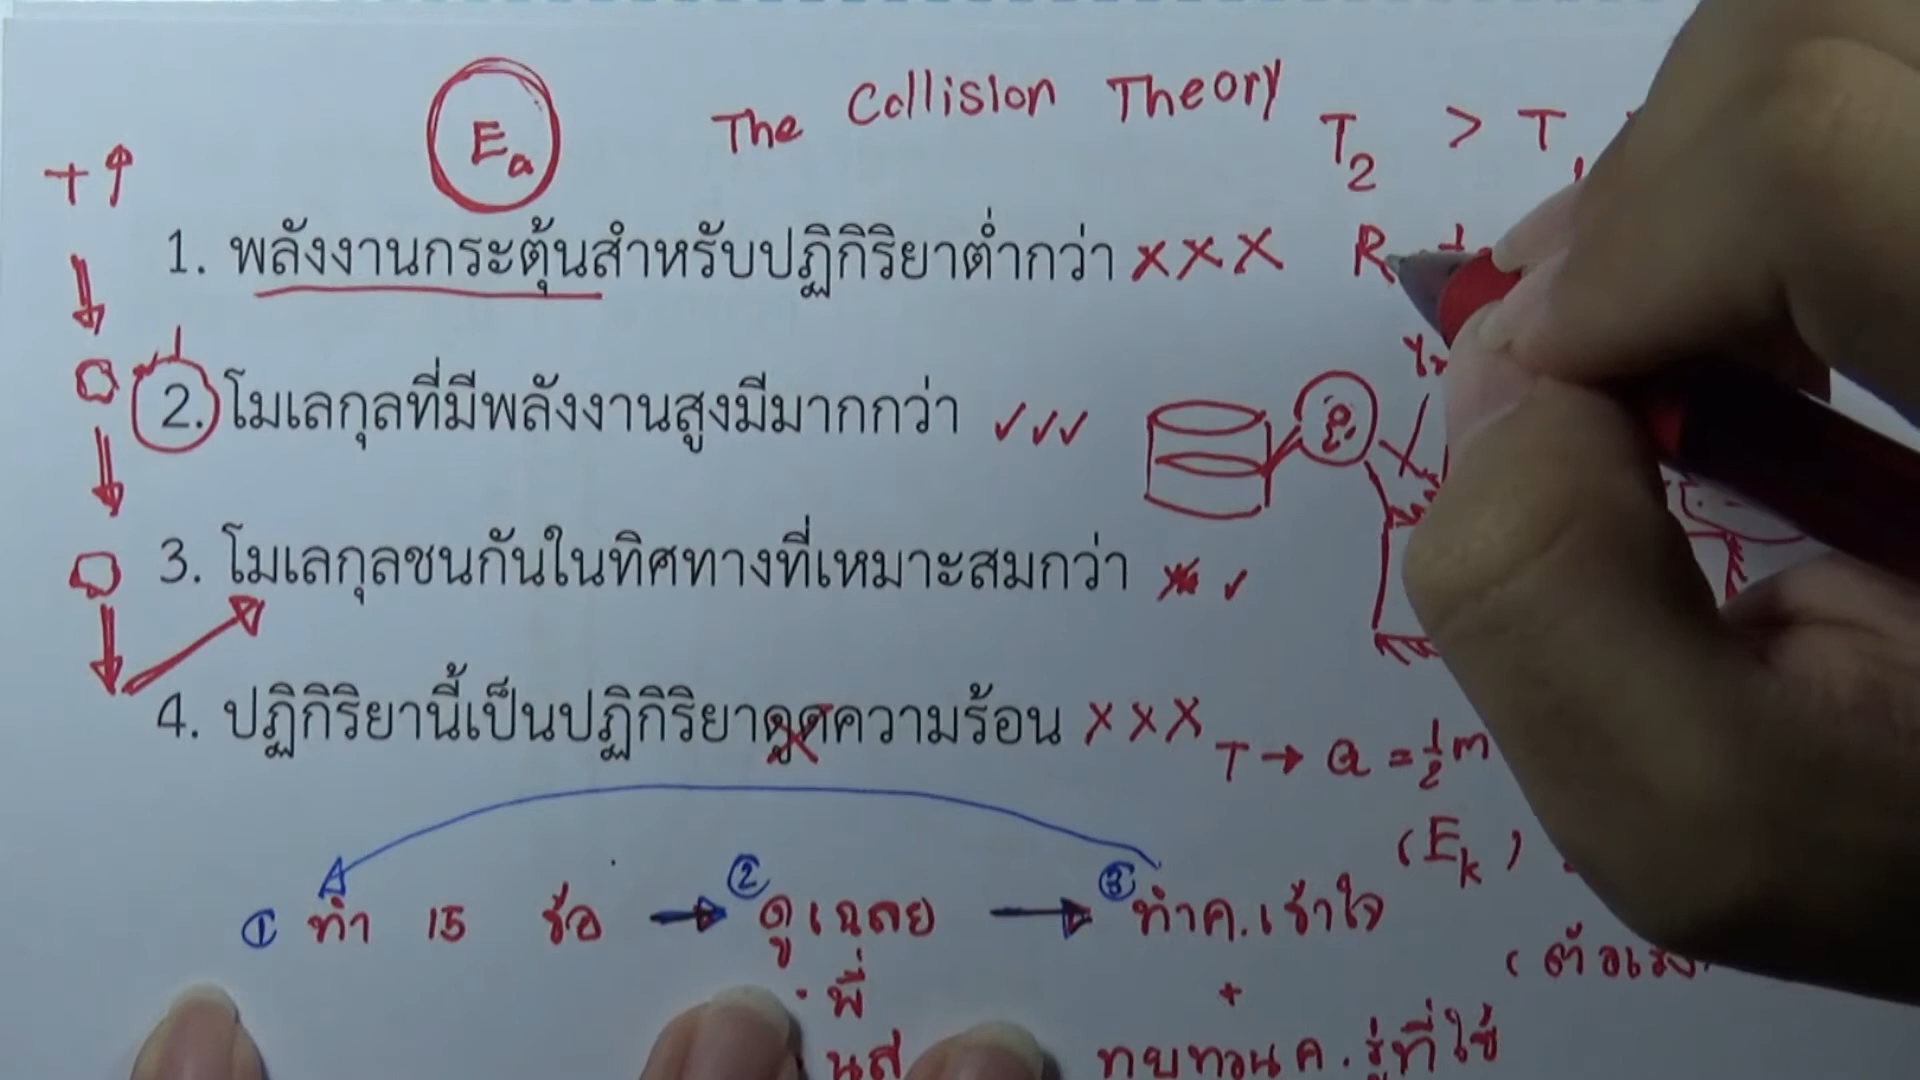 Ea The Collision Theory T2 > T1
+↑
1. พลังงานกระตุ้นสำหรับปฏิกิริยาต่ำกว่า ××× R
2. โมเลกุลที่มีพลังงานสูงมีมากกว่า ✓✓✓
3. โมเลกุลชนกันในทิศทางที่เหมาะสมกว่า ✓
4. ปฏิกิริยานี้เป็นปฏิกิริยาดูดความร้อน ×××
T → Q = 1/2 m
(Ek)
① ทำ 15 ข้อ → ② ดูเฉลย → ③ ทำค.เข้าใจ
พี่ +
ทบทวน ค.รู้ที่ใช้